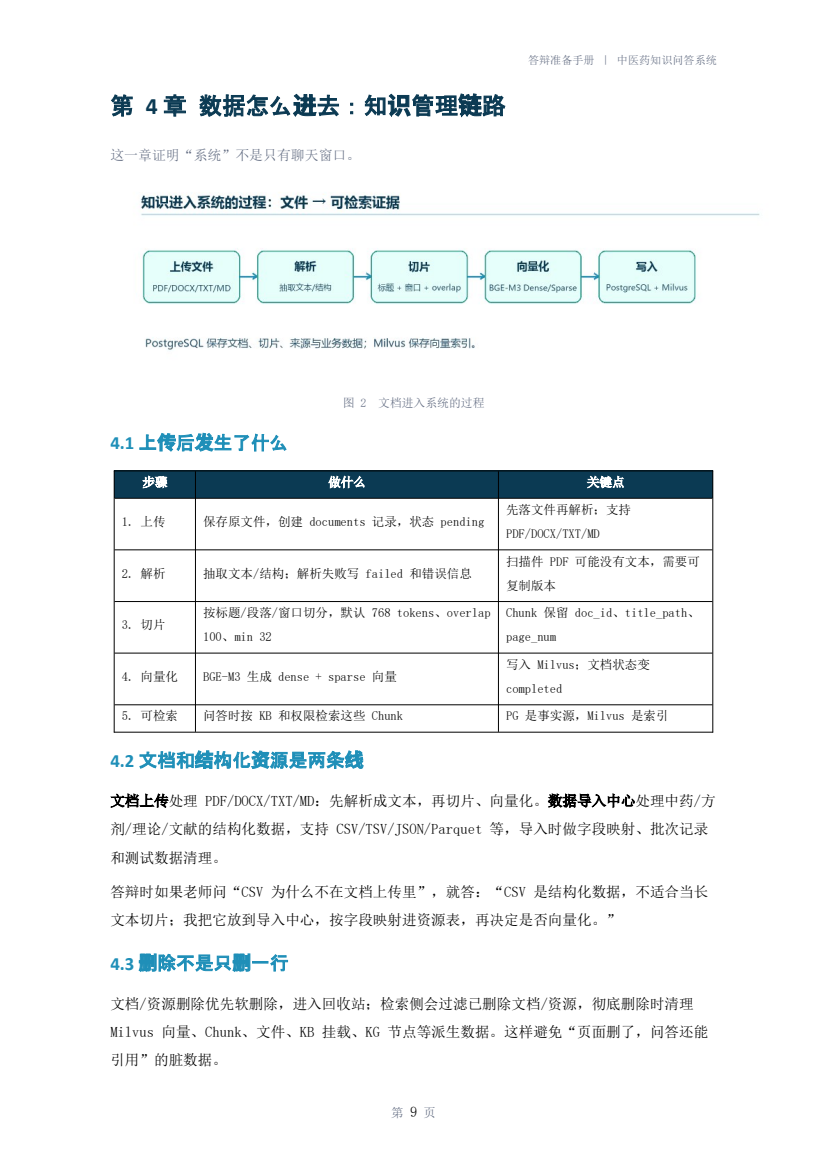 答辩准备手册 | 中医药知识问答系统
第 4 章 数据怎么进去：知识管理链路
这一章证明“系统”不是只有聊天窗口。
知识进入系统的过程：文件 → 可检索证据
上传文件 解析 切片 向量化 写入
PDF/DOCX/TXT/MD 抽取文本/结构 标题 + 窗口 + overlap BGE-M3 Dense/Sparse PostgreSQL + Milvus
PostgreSQL 保存文档、切片、来源与业务数据；Milvus 保存向量索引。
图 2 文档进入系统的过程
4.1 上传后发生了什么
步骤 做什么 关键点
1. 上传 保存原文件，创建 documents 记录，状态 pending 先落文件再解析；支持
PDF/DOCX/TXT/MD
2. 解析 抽取文本/结构；解析失败写 failed 和错误信息 扫描件 PDF 可能没有文本，需要可
复制版本
3. 切片 按标题/段落/窗口切分，默认 768 tokens、overlap
100、min 32 Chunk 保留 doc_id、title_path、
page_num
4. 向量化 BGE-M3 生成 dense + sparse 向量 写入 Milvus；文档状态变
completed
5. 可检索 问答时按 KB 和权限检索这些 Chunk PG 是事实源，Milvus 是索引
4.2 文档和结构化资源是两条线
文档上传处理 PDF/DOCX/TXT/MD：先解析成文本，再切片、向量化。数据导入中心处理中药/方
剂/理论/文献的结构化数据，支持 CSV/TSV/JSON/Parquet 等，导入时做字段映射、批次记录
和测试数据清理。
答辩时如果老师问“CSV 为什么不在文档上传里”，就答：“CSV 是结构化数据，不适合当长
文本切片；我把它放到导入中心，按字段映射进资源表，再决定是否向量化。”
4.3 删除不是只删一行
文档/资源删除优先软删除，进入回收站；检索侧会过滤已删除文档/资源，彻底删除时清理
Milvus 向量、Chunk、文件、KB 挂载、KG 节点等派生数据。这样避免“页面删了，问答还能
引用”的脏数据。
第 9 页